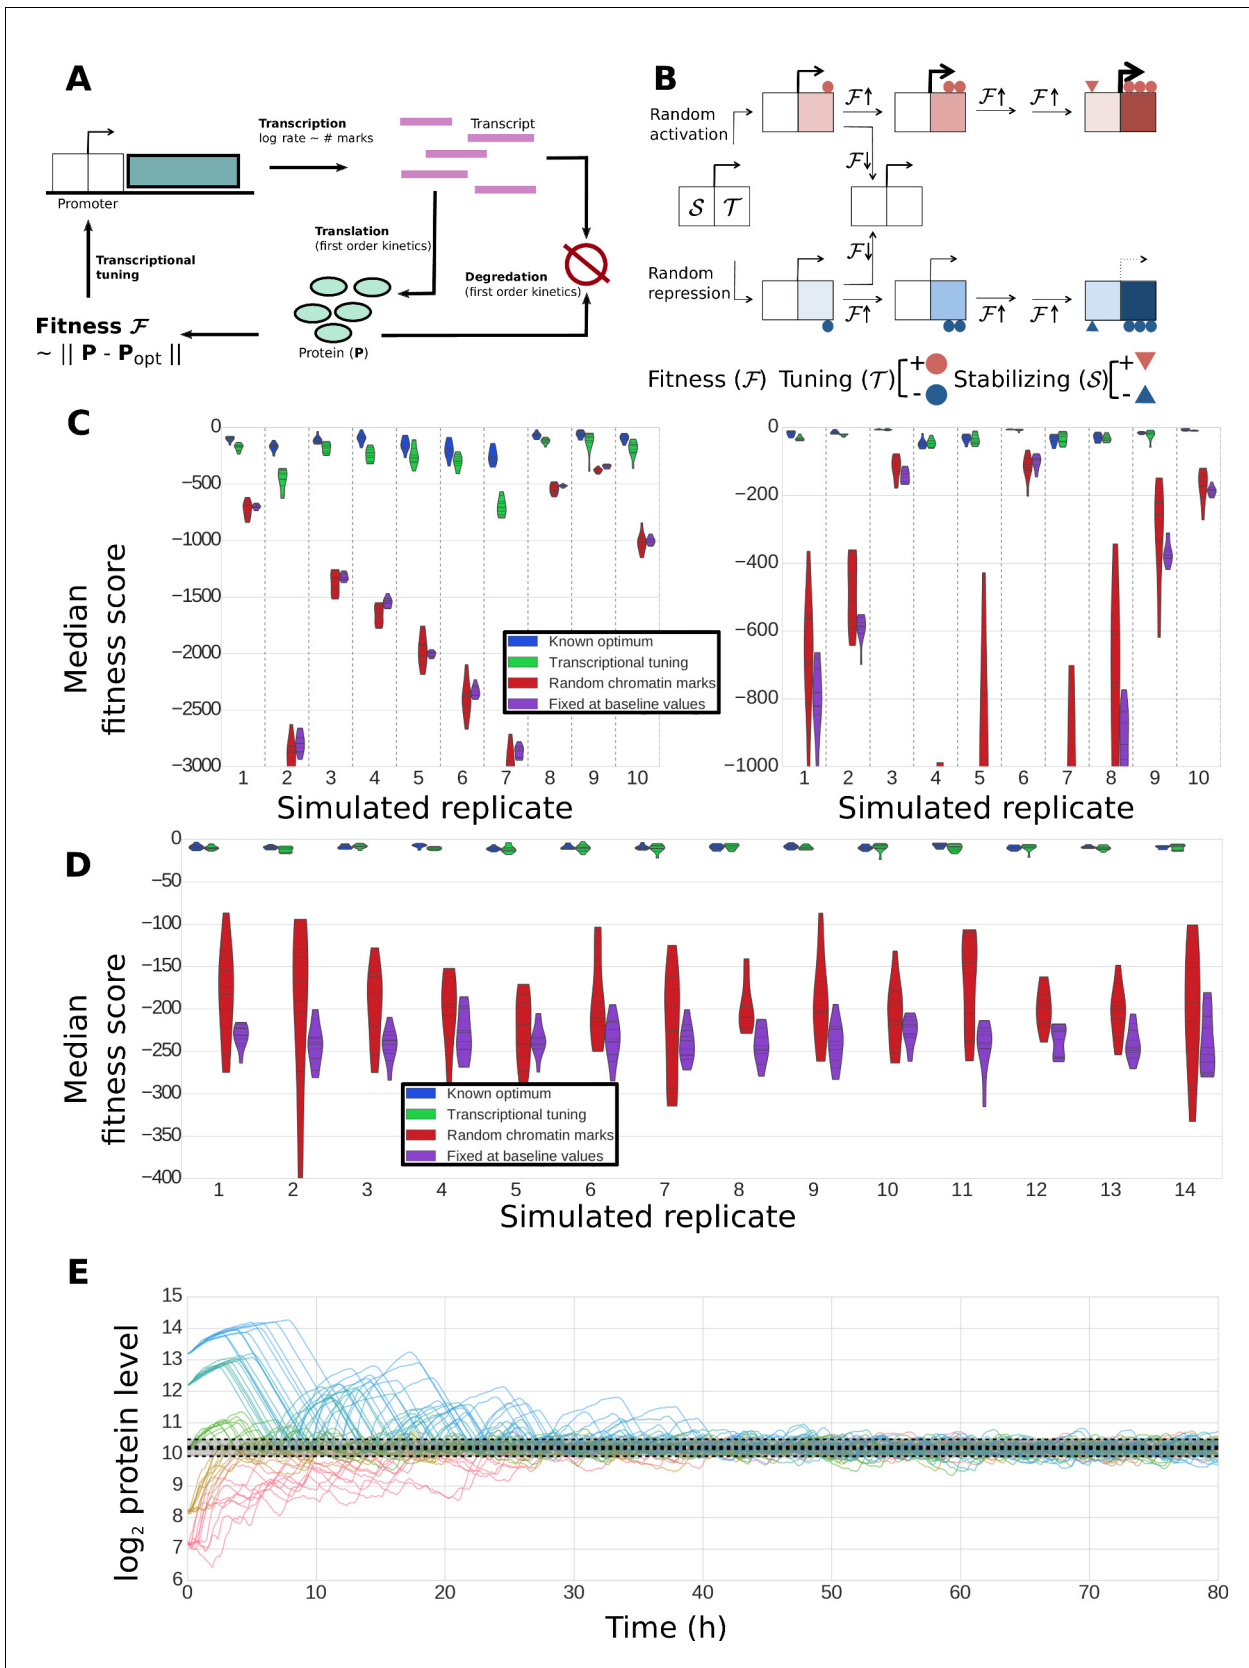 A
Transcription
log rate ~ # marks
Transcript
Promoter
Translation
(first order kinetics)
Transcriptional
tuning
Degredation
(first order kinetics)
Fitness ℱ
~ || P - Popt ||
Protein (P)
B
Random
activation
ℱ↑
ℱ↑
ℱ↑
ℱ↓
𝒮 𝒯
ℱ↓
Random
repression
ℱ↑
ℱ↑
ℱ↑
Fitness (ℱ) Tuning (𝒯) + - Stabilizing (𝒮) + -
C
Median
fitness score
0
−500
−1000
−1500
−2000
−2500
−3000
1 2 3 4 5 6 7 8 9 10
Simulated replicate
Known optimum
Transcriptional tuning
Random chromatin marks
Fixed at baseline values
0
−200
−400
−600
−800
−1000
1 2 3 4 5 6 7 8 9 10
Simulated replicate
D
Median
fitness score
0
−50
−100
−150
−200
−250
−300
−350
−400
Known optimum
Transcriptional tuning
Random chromatin marks
Fixed at baseline values
1 2 3 4 5 6 7 8 9 10 11 12 13 14
Simulated replicate
E
log2 protein level
15
14
13
12
11
10
9
8
7
6
0 10 20 30 40 50 60 70 80
Time (h)